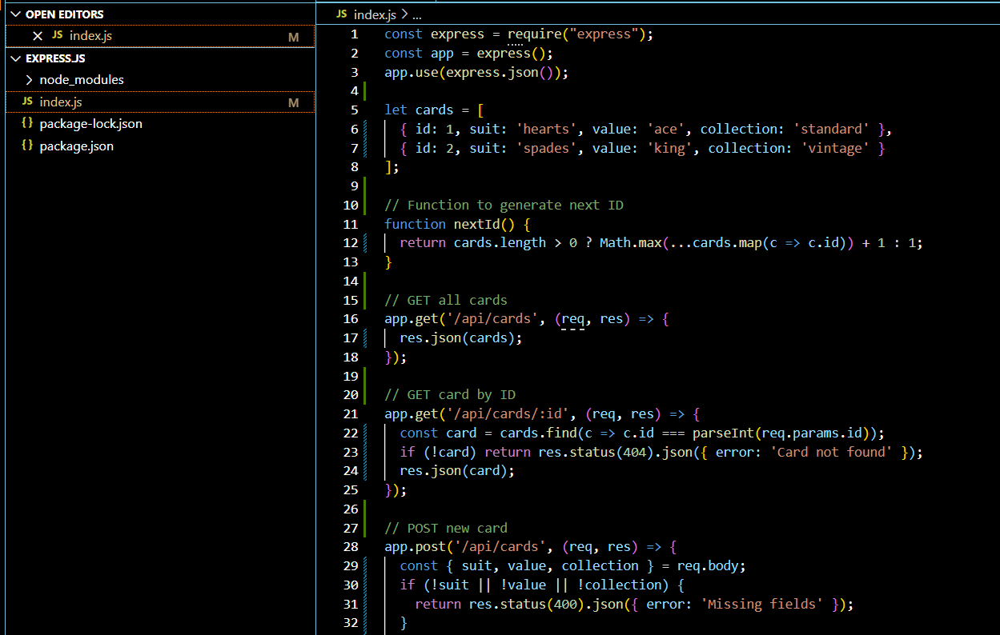 OPEN EDITORS
JS index.js M
EXPRESS.JS
node_modules
JS index.js M
{} package-lock.json
{} package.json
JS index.js > ...
1 const express = require("express");
2 const app = express();
3 app.use(express.json());
4
5 let cards = [
6 { id: 1, suit: 'hearts', value: 'ace', collection: 'standard' },
7 { id: 2, suit: 'spades', value: 'king', collection: 'vintage' }
8 ];
9
10 // Function to generate next ID
11 function nextId() {
12 return cards.length > 0 ? Math.max(...cards.map(c => c.id)) + 1 : 1;
13 }
14
15 // GET all cards
16 app.get('/api/cards', (req, res) => {
17 res.json(cards);
18 });
19
20 // GET card by ID
21 app.get('/api/cards/:id', (req, res) => {
22 const card = cards.find(c => c.id === parseInt(req.params.id));
23 if (!card) return res.status(404).json({ error: 'Card not found' });
24 res.json(card);
25 });
26
27 // POST new card
28 app.post('/api/cards', (req, res) => {
29 const { suit, value, collection } = req.body;
30 if (!suit || !value || !collection) {
31 return res.status(400).json({ error: 'Missing fields' });
32 }